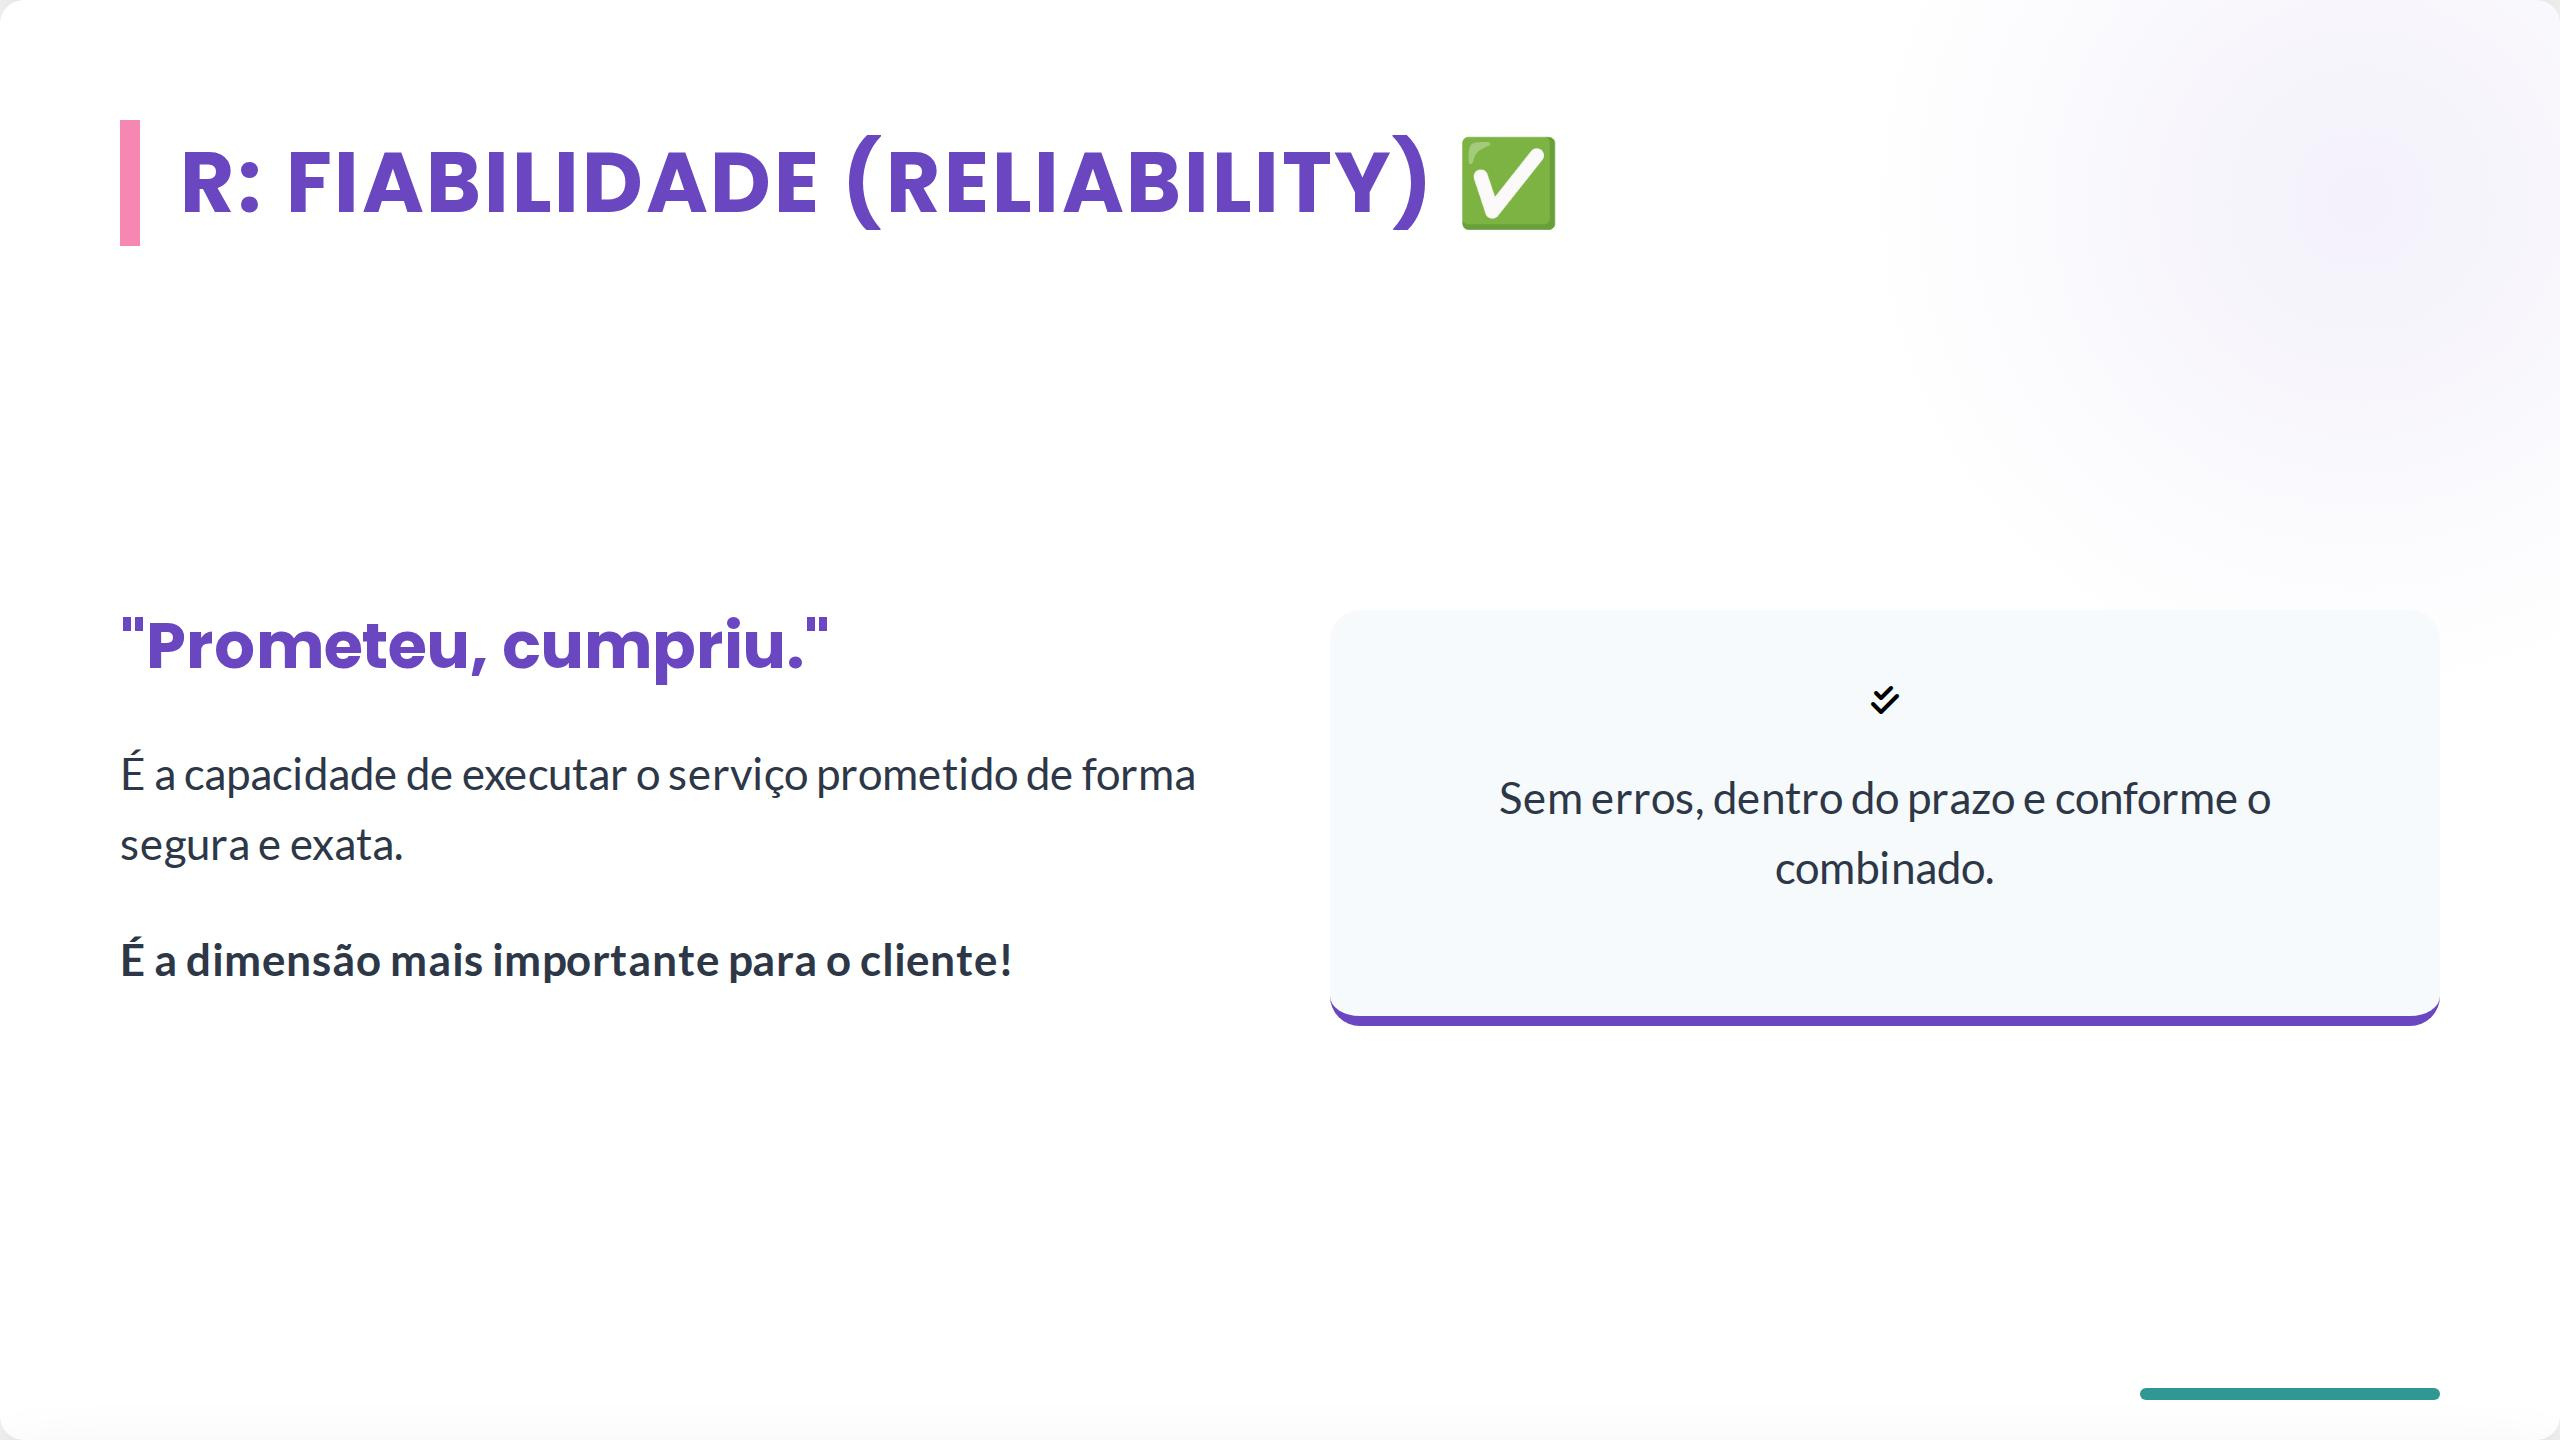 R: FIABILIDADE (RELIABILITY) ✅
"Prometeu, cumpriu."
É a capacidade de executar o serviço prometido de forma
segura e exata.
É a dimensão mais importante para o cliente!
Sem erros, dentro do prazo e conforme o
combinado.